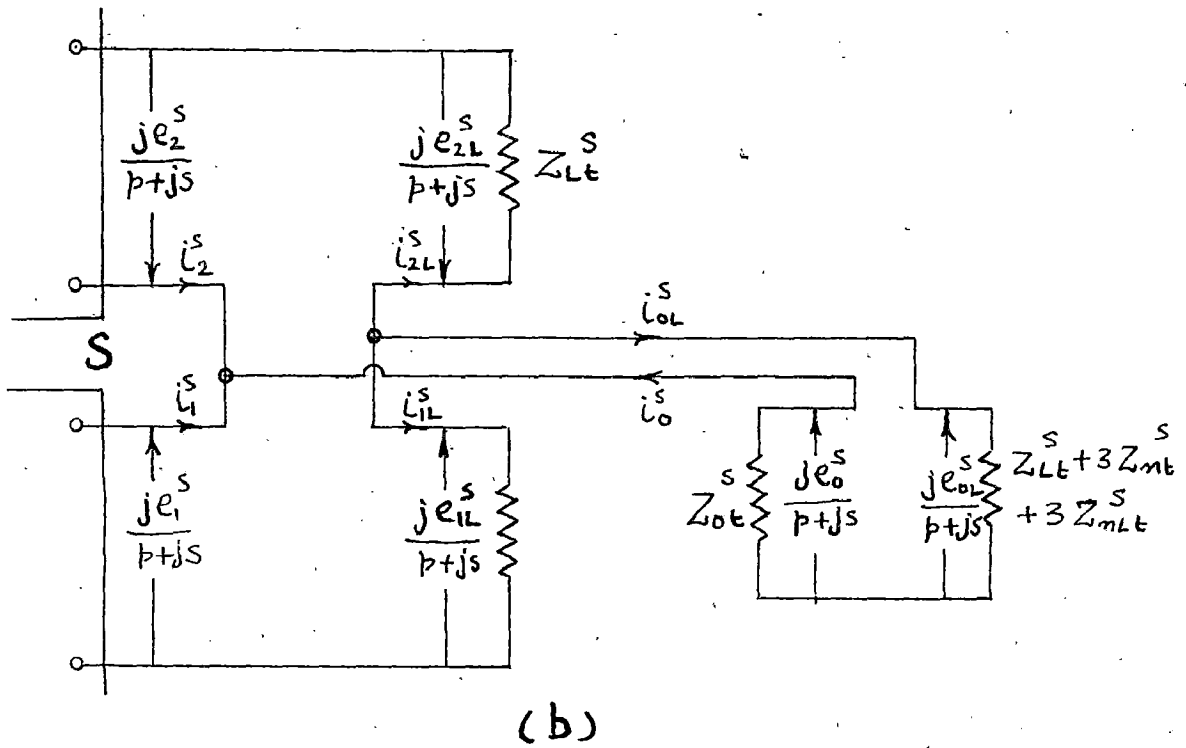 je₂ˢ / p+js
je₂Lˢ / p+js
Z_Ltˢ
i₂ˢ
i₂Lˢ
S
i₀Lˢ
i₀ˢ
i₁ˢ
i₁Lˢ
je₁ˢ / p+js
je₁Lˢ / p+js
Z₀tˢ
je₀ˢ / p+js
je₀Lˢ / p+js
Z_Ltˢ + 3Z_ntˢ
+ 3Z_nLtˢ
(b)